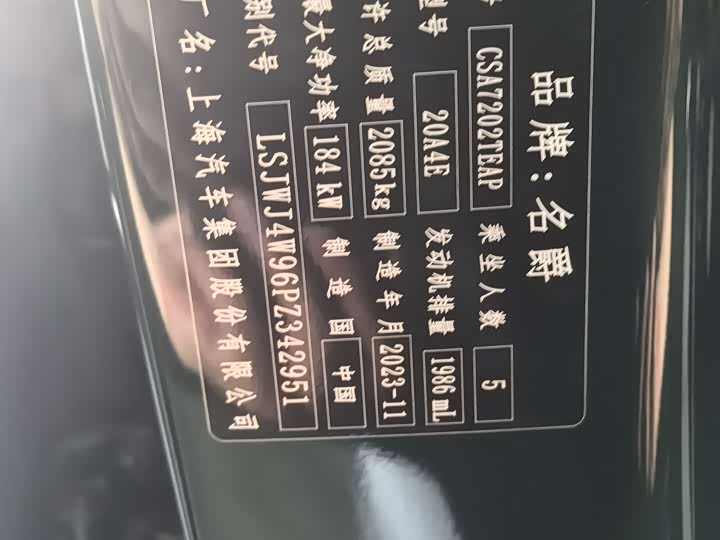 品牌:名爵
CSA7202TEAP 乘坐人数 5
型号 20A4E 发动机排量 1986mL
许总质量 2085kg 制造年月 2023-11
最大净功率 184kW 制造国 中国
别代号 LSJWJ4W96PZ342951
厂名:上海汽车集团股份有限公司